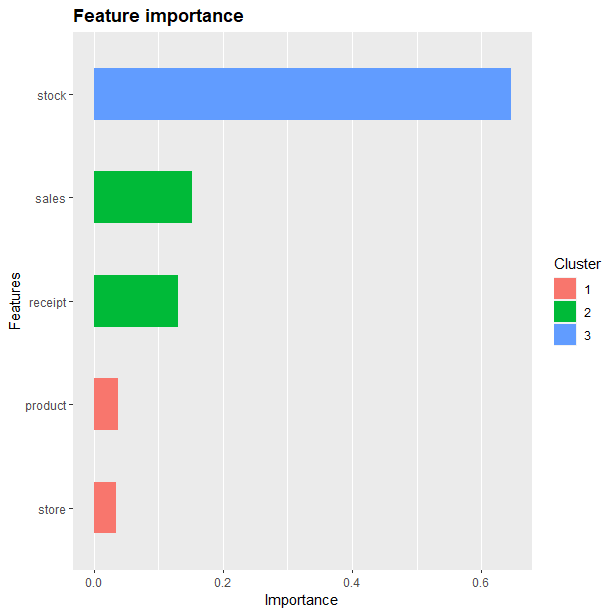 Feature importance
stock
sales
receipt
product
store
Features
0.0 0.2 0.4 0.6
Importance
Cluster
1
2
3